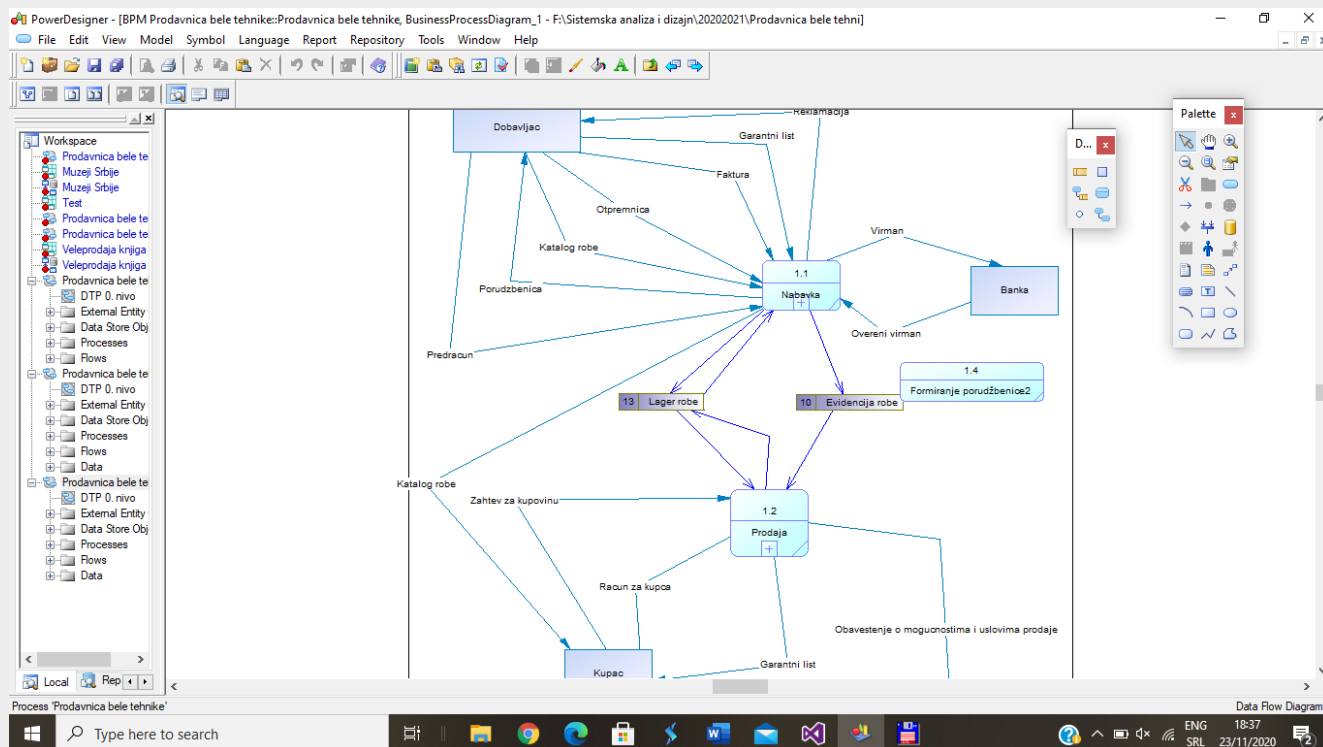 PowerDesigner - [BPM Prodavnica bele tehnike::Prodavnica bele tehnike, BusinessProcessDiagram_1 - F:\Sistemska analiza i dizajn\20202021\Prodavnica bele tehni]
File Edit View Model Symbol Language Report Repository Tools Window Help
Workspace
Prodavnica bele te
Muzeji Srbije
Muzeji Srbije
Test
Prodavnica bele te
Prodavnica bele te
Veleprodaja knjiga
Veleprodaja knjiga
Prodavnica bele te
DTP 0. nivo
External Entity
Data Store Obj
Processes
Flows
Prodavnica bele te
DTP 0. nivo
External Entity
Data Store Obj
Processes
Flows
Data
Prodavnica bele te
DTP 0. nivo
External Entity
Data Store Obj
Processes
Flows
Data
Local Rep
Reklamacija
Dobavljac
Garantni list
Faktura
Otpremnica
Virman
Katalog robe
1.1
Nabavka
Porudzbenica
Banka
Overeni virman
Predracun
1.4
Formiranje porudžbenice2
13 Lager robe
10 Evidencija robe
Katalog robe
Zahtev za kupovinu
1.2
Prodaja
Racun za kupca
Obavestenje o mogucnostima i uslovima prodaje
Garantni list
Kupac
D...
Palette
Process 'Prodavnica bele tehnike'
Data Flow Diagram
Type here to search
ENG
SRL
18:37
23/11/2020
2